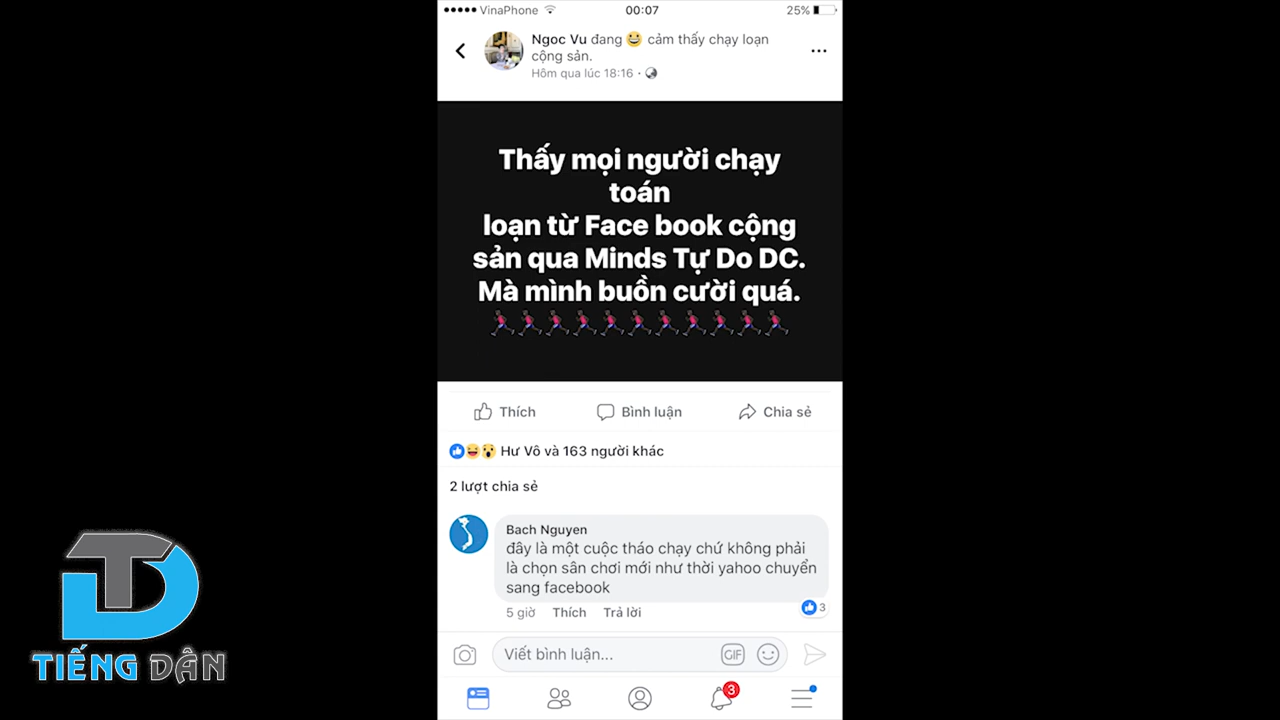 VinaPhone 00:07 25%
Ngoc Vu đang 😀 cảm thấy chạy loạn
cộng sản.
Hôm qua lúc 18:16
Thấy mọi người chạy
toán
loạn từ Face book cộng
sản qua Minds Tự Do DC.
Mà mình buồn cười quá.
Thích Bình luận Chia sẻ
Hư Vô và 163 người khác
2 lượt chia sẻ
Bach Nguyen
đây là một cuộc tháo chạy chứ không phải
là chọn sân chơi mới như thời yahoo chuyển
sang facebook
5 giờ Thích Trả lời 3
Viết bình luận... GIF
3
TD
TIẾNG DÂN